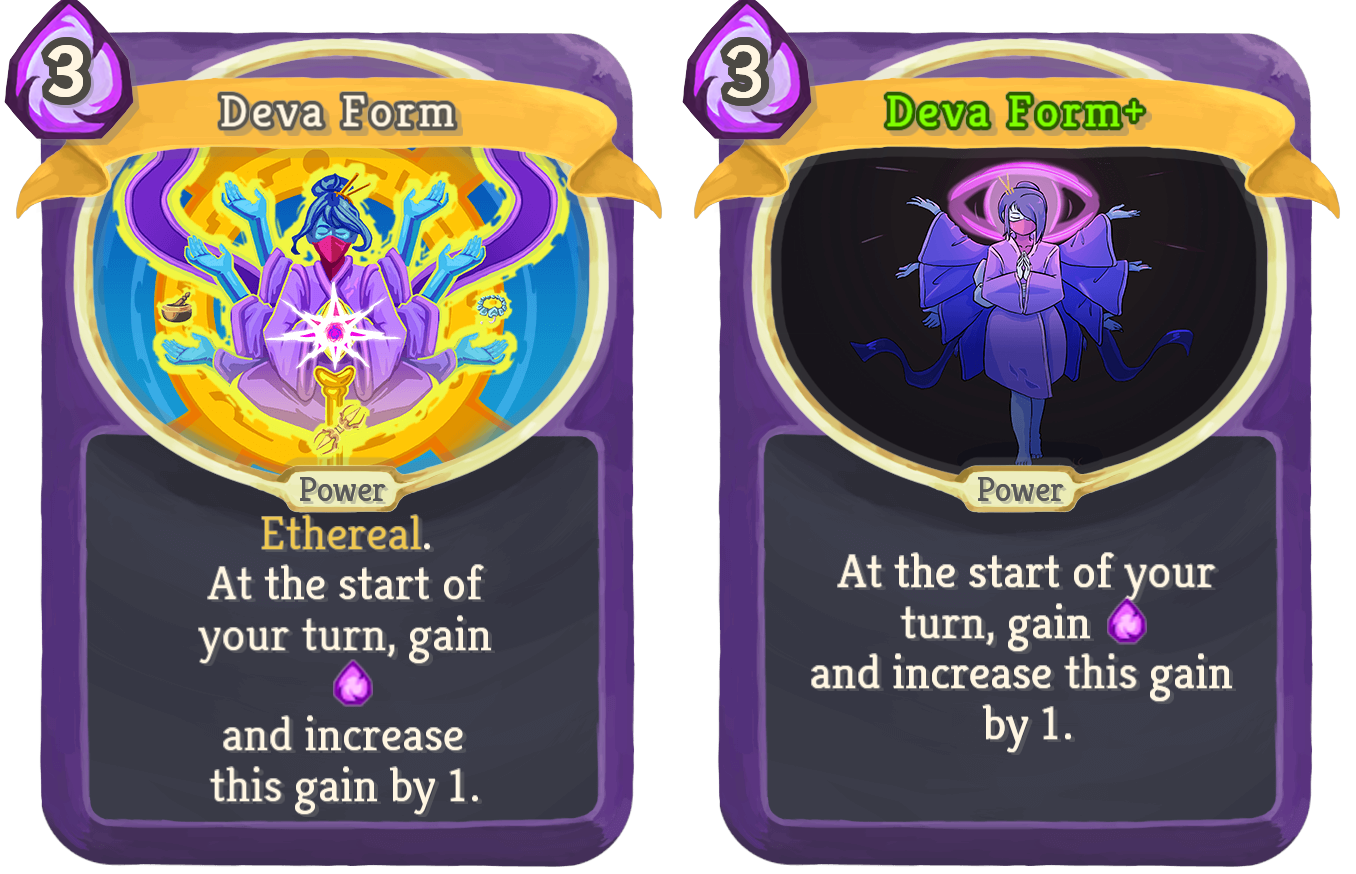 3
Deva Form
Power
Ethereal.
At the start of
your turn, gain
and increase
this gain by 1.
3
Deva Form+
Power
At the start of your
turn, gain
and increase this gain
by 1.